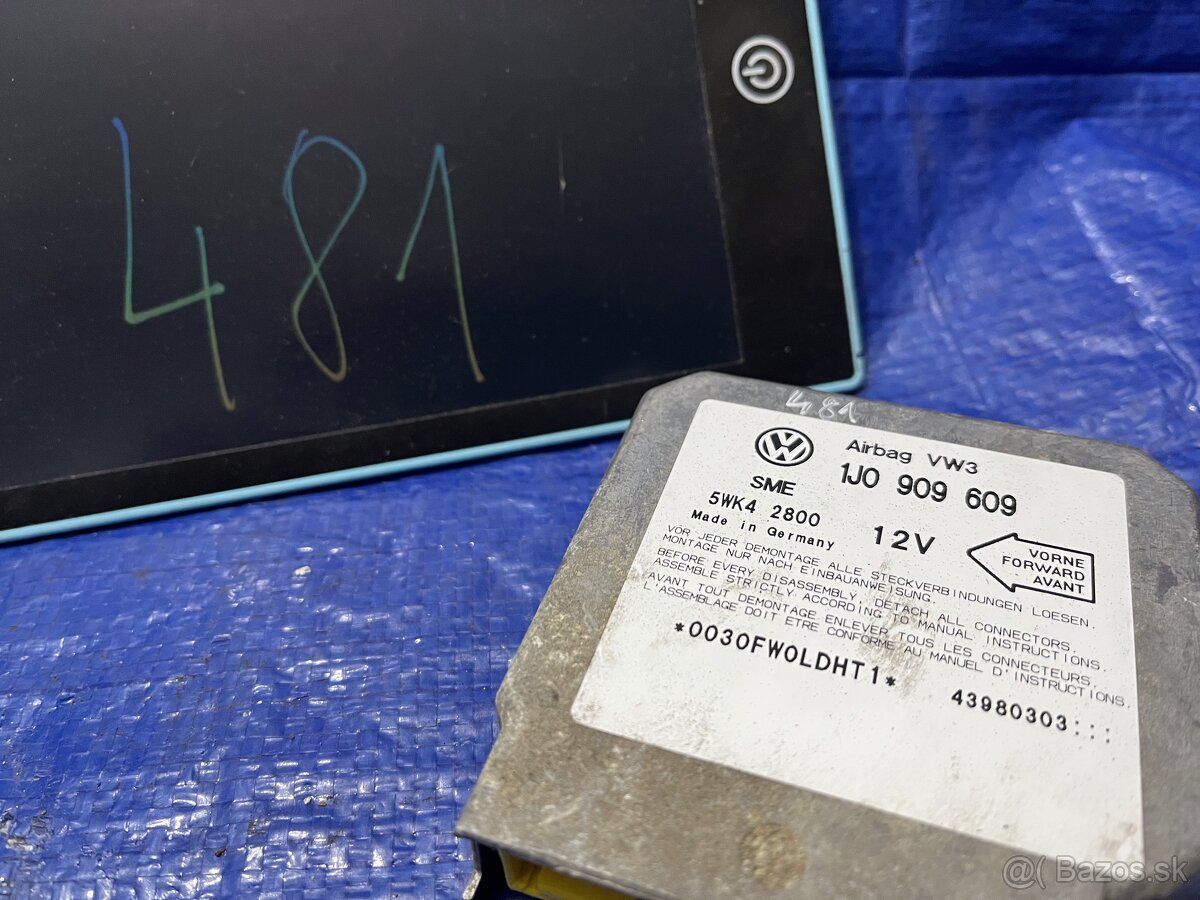 481
481
Airbag VW3
1J0 909 609
SME
5WK4 2800
Made in Germany
12V
VORNE
FORWARD
AVANT
VOR JEDER DEMONTAGE ALLE STECKVERBINDUNGEN LOESEN.
MONTAGE NUR NACH EINBAUANWEISUNG.
BEFORE EVERY DISASSEMBLY, DETACH ALL CONNECTORS.
ASSEMBLE STRICTLY ACCORDING TO MANUAL INSTRUCTIONS.
AVANT TOUT DEMONTAGE ENLEVER TOUS LES CONNECTEURS.
L'ASSEMBLAGE DOIT ETRE CONFORME AU MANUEL D'INSTRUCTIONS.
*0030FW0LDHT1*
43980303:::
@( Bazos.sk